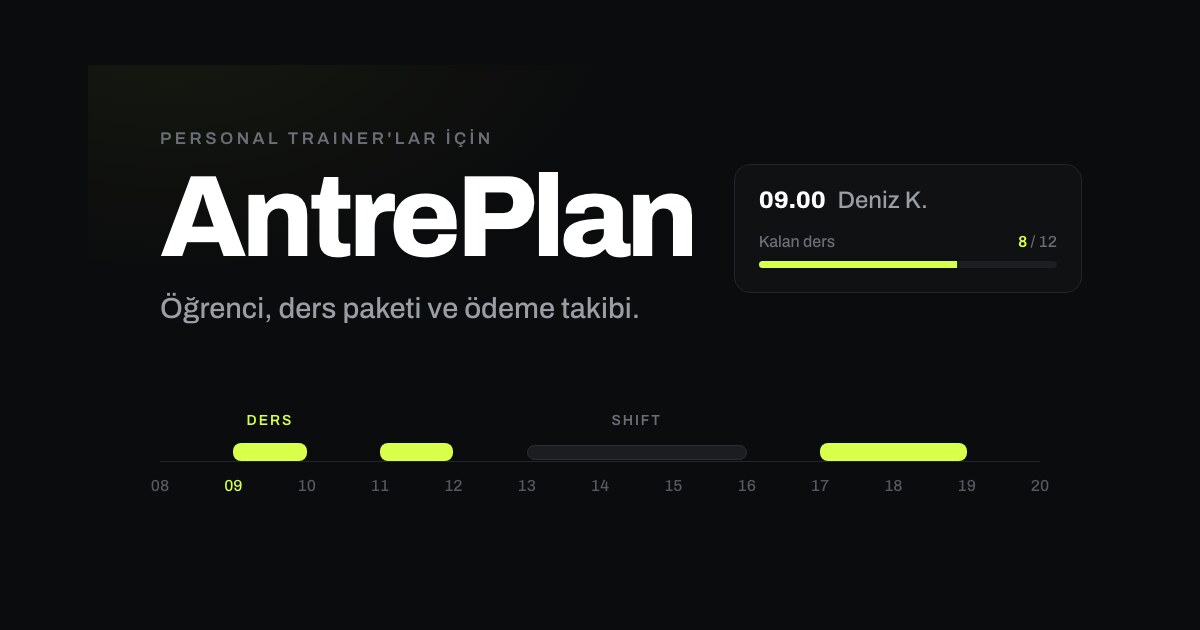 PERSONAL TRAINER'LAR İÇİN
AntrePlan
Öğrenci, ders paketi ve ödeme takibi.
09.00 Deniz K.
Kalan ders 8 / 12
DERS SHIFT
08 09 10 11 12 13 14 15 16 17 18 19 20